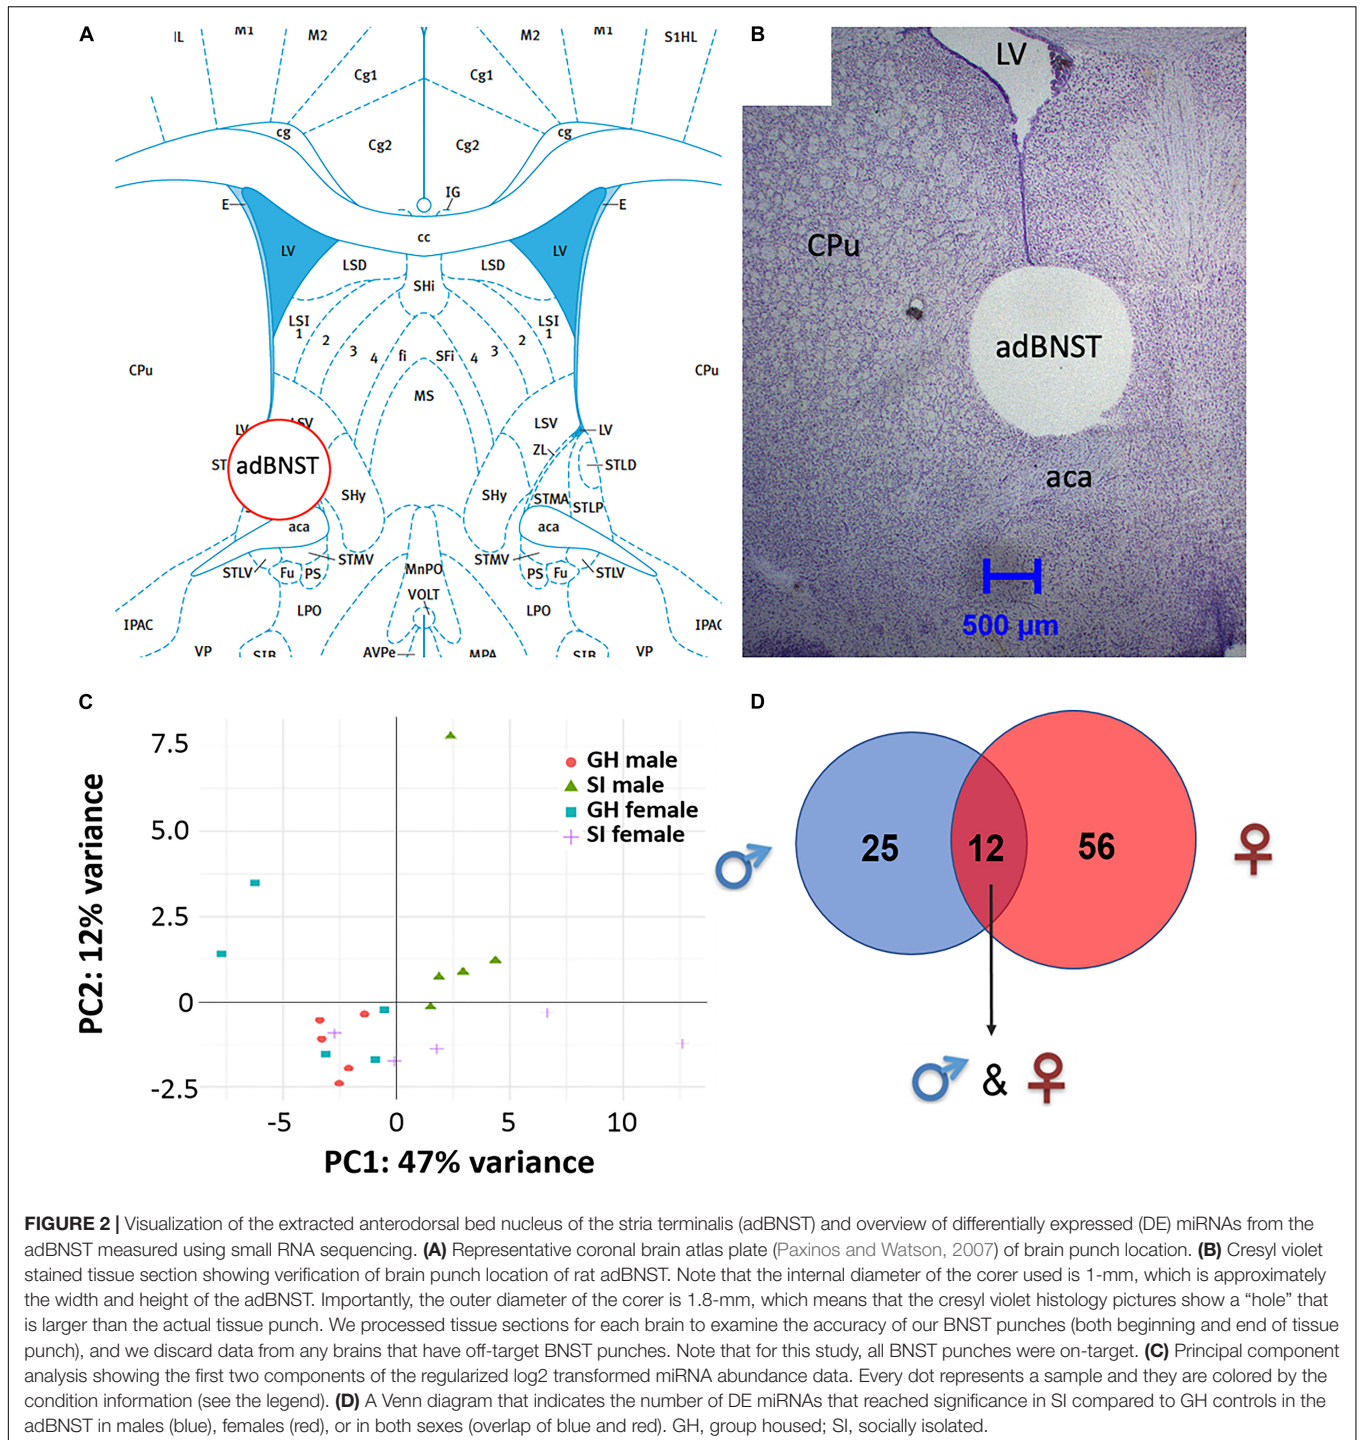 A
IL M1 M2 M2 M1 S1HL
Cg1 Cg1
cg cg
Cg2 Cg2
E IG E
cc
LV LV
LSD LSD
SHi
LSI LSI
1 2 3 4 fi SFi 4 3 2 1
CPu MS CPu
LV LSV LSV LV
ZL
ST adBNST STLD
SHy SHy STMA STLP
aca aca
STMV STMV
STLV Fu PS MnPO PS Fu STLV
VOLT
LPO LPO
IPAC IPAC
VP SIB AVPe MPA SIB VP
B
LV
CPu
adBNST
aca
500 µm
C
7.5
5.0
2.5
0
-2.5
PC2: 12% variance
GH male
SI male
GH female
SI female
-5 0 5 10
PC1: 47% variance
D
25 12 56
♂ ♀
♂ & ♀
FIGURE 2 | Visualization of the extracted anterodorsal bed nucleus of the stria terminalis (adBNST) and overview of differentially expressed (DE) miRNAs from the
adBNST measured using small RNA sequencing. (A) Representative coronal brain atlas plate (Paxinos and Watson, 2007) of brain punch location. (B) Cresyl violet
stained tissue section showing verification of brain punch location of rat adBNST. Note that the internal diameter of the corer used is 1-mm, which is approximately
the width and height of the adBNST. Importantly, the outer diameter of the corer is 1.8-mm, which means that the cresyl violet histology pictures show a “hole” that
is larger than the actual tissue punch. We processed tissue sections for each brain to examine the accuracy of our BNST punches (both beginning and end of tissue
punch), and we discard data from any brains that have off-target BNST punches. Note that for this study, all BNST punches were on-target. (C) Principal component
analysis showing the first two components of the regularized log2 transformed miRNA abundance data. Every dot represents a sample and they are colored by the
condition information (see the legend). (D) A Venn diagram that indicates the number of DE miRNAs that reached significance in SI compared to GH controls in the
adBNST in males (blue), females (red), or in both sexes (overlap of blue and red). GH, group housed; SI, socially isolated.